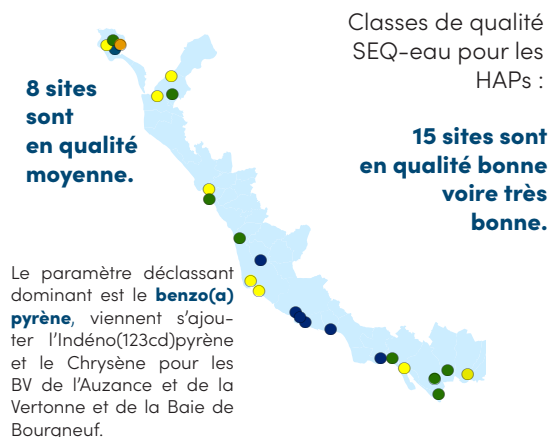 Classes de qualité
SEQ-eau pour les
HAPs :
8 sites
sont
en qualité
moyenne.
15 sites sont
en qualité bonne
voire très
bonne.
Le paramètre déclassant
dominant est le benzo(a)
pyrène, viennent s'ajou-
ter l'Indéno(123cd)pyrène
et le Chrysène pour les
BV de l'Auzance et de la
Vertonne et de la Baie de
Bourgneuf.